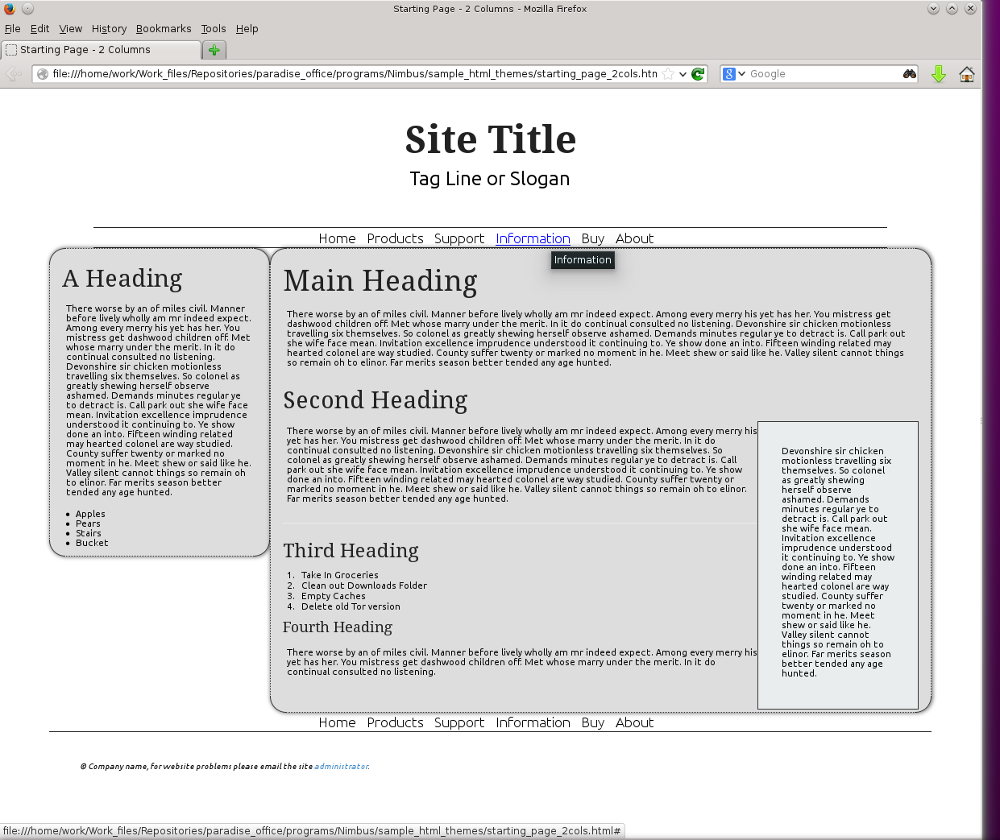 Starting Page - 2 Columns - Mozilla Firefox
File Edit View History Bookmarks Tools Help
Starting Page - 2 Columns
file:///home/work/Work_files/Repositories/paradise_office/programs/Nimbus/sample_html_themes/starting_page_2cols.htn
Google
Site Title
Tag Line or Slogan
Home Products Support Information Buy About
Information
A Heading
There worse by an of miles civil. Manner
before lively wholly am mr indeed expect.
Among every merry his yet has her. You
mistress get dashwood children off. Met
whose marry under the merit. In it do
continual consulted no listening.
Devonshire sir chicken motionless
travelling six themselves. So colonel as
greatly shewing herself observe
ashamed. Demands minutes regular ye
to detract is. Call park out she wife face
mean. Invitation excellence imprudence
understood it continuing to. Ye show
done an into. Fifteen winding related
may hearted colonel are way studied.
County suffer twenty or marked no
moment in he. Meet shew or said like he.
Valley silent cannot things so remain oh
to elinor. Far merits season better
tended any age hunted.
• Apples
• Pears
• Stairs
• Bucket
Main Heading
There worse by an of miles civil. Manner before lively wholly am mr indeed expect. Among every merry his yet has her. You mistress get
dashwood children off. Met whose marry under the merit. In it do continual consulted no listening. Devonshire sir chicken motionless
travelling six themselves. So colonel as greatly shewing herself observe ashamed. Demands minutes regular ye to detract is. Call park out
she wife face mean. Invitation excellence imprudence understood it continuing to. Ye show done an into. Fifteen winding related may
hearted colonel are way studied. County suffer twenty or marked no moment in he. Meet shew or said like he. Valley silent cannot things
so remain oh to elinor. Far merits season better tended any age hunted.
Second Heading
There worse by an of miles civil. Manner before lively wholly am mr indeed expect. Among every merry his
yet has her. You mistress get dashwood children off. Met whose marry under the merit. In it do
continual consulted no listening. Devonshire sir chicken motionless travelling six themselves. So
colonel as greatly shewing herself observe ashamed. Demands minutes regular ye to detract is. Call
park out she wife face mean. Invitation excellence imprudence understood it continuing to. Ye show
done an into. Fifteen winding related may hearted colonel are way studied. County suffer twenty or
marked no moment in he. Meet shew or said like he. Valley silent cannot things so remain oh to elinor.
Far merits season better tended any age hunted.
Third Heading
1. Take In Groceries
2. Clean out Downloads Folder
3. Empty Caches
4. Delete old Tor version
Fourth Heading
There worse by an of miles civil. Manner before lively wholly am mr indeed expect. Among every merry his
yet has her. You mistress get dashwood children off. Met whose marry under the merit. In it do
continual consulted no listening.
Devonshire sir chicken
motionless travelling six
themselves. So colonel
as greatly shewing
herself observe
ashamed. Demands
minutes regular ye to
detract is. Call park out
she wife face mean.
Invitation excellence
imprudence understood
it continuing to. Ye show
done an into. Fifteen
winding related may
hearted colonel are way
studied. County suffer
twenty or marked no
moment in he. Meet
shew or said like he.
Valley silent cannot
things so remain oh to
elinor. Far merits season
better tended any age
hunted.
Home Products Support Information Buy About
© Company name, for website problems please email the site administrator.
file:///home/work/Work_files/Repositories/paradise_office/programs/Nimbus/sample_html_themes/starting_page_2cols.html#